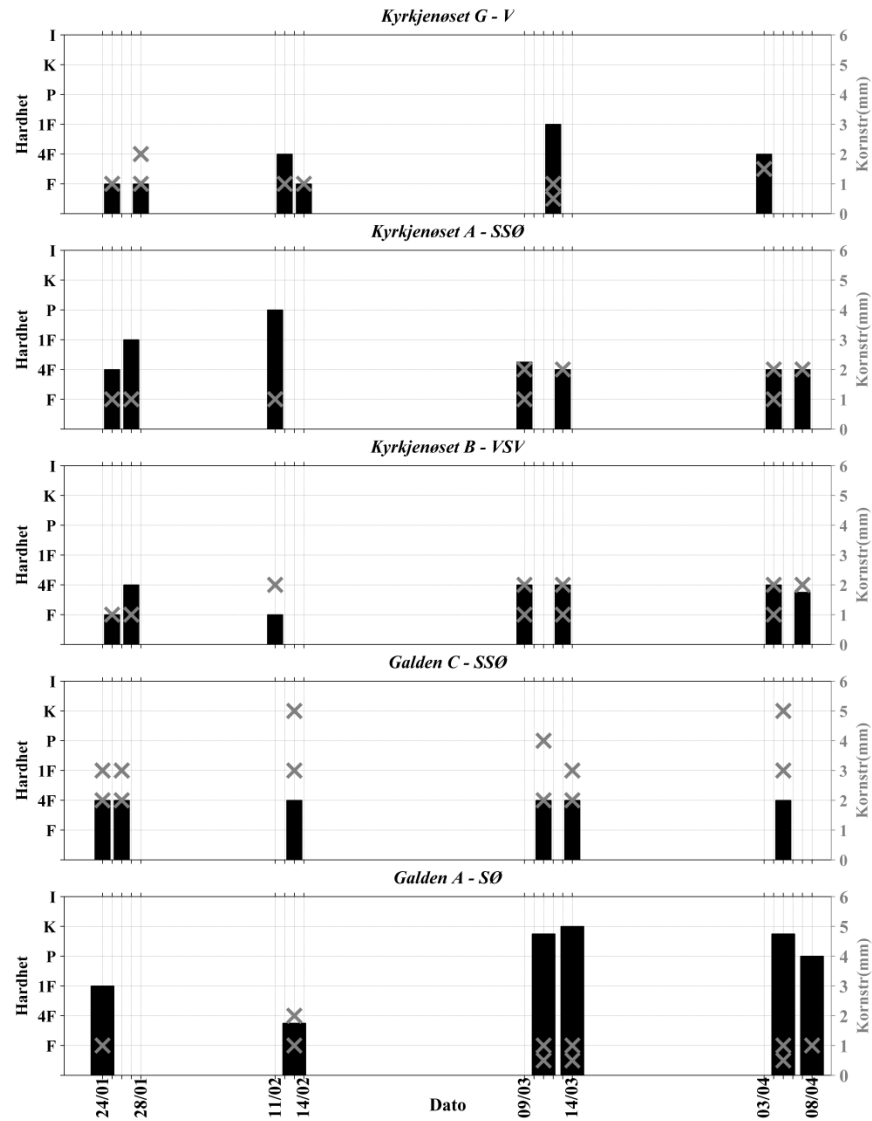 Kyrkjenøset G - V
I 6
K 5
P 4
1F 3
4F 2
F 1
0
Hardhet
Kornstr(mm)
Kyrkjenøset A - SSØ
I 6
K 5
P 4
1F 3
4F 2
F 1
0
Hardhet
Kornstr(mm)
Kyrkjenøset B - VSV
I 6
K 5
P 4
1F 3
4F 2
F 1
0
Hardhet
Kornstr(mm)
Galden C - SSØ
I 6
K 5
P 4
1F 3
4F 2
F 1
0
Hardhet
Kornstr(mm)
Galden A - SØ
I 6
K 5
P 4
1F 3
4F 2
F 1
0
Hardhet
Kornstr(mm)
24/01 28/01 11/02 14/02 09/03 14/03 03/04 08/04
Dato